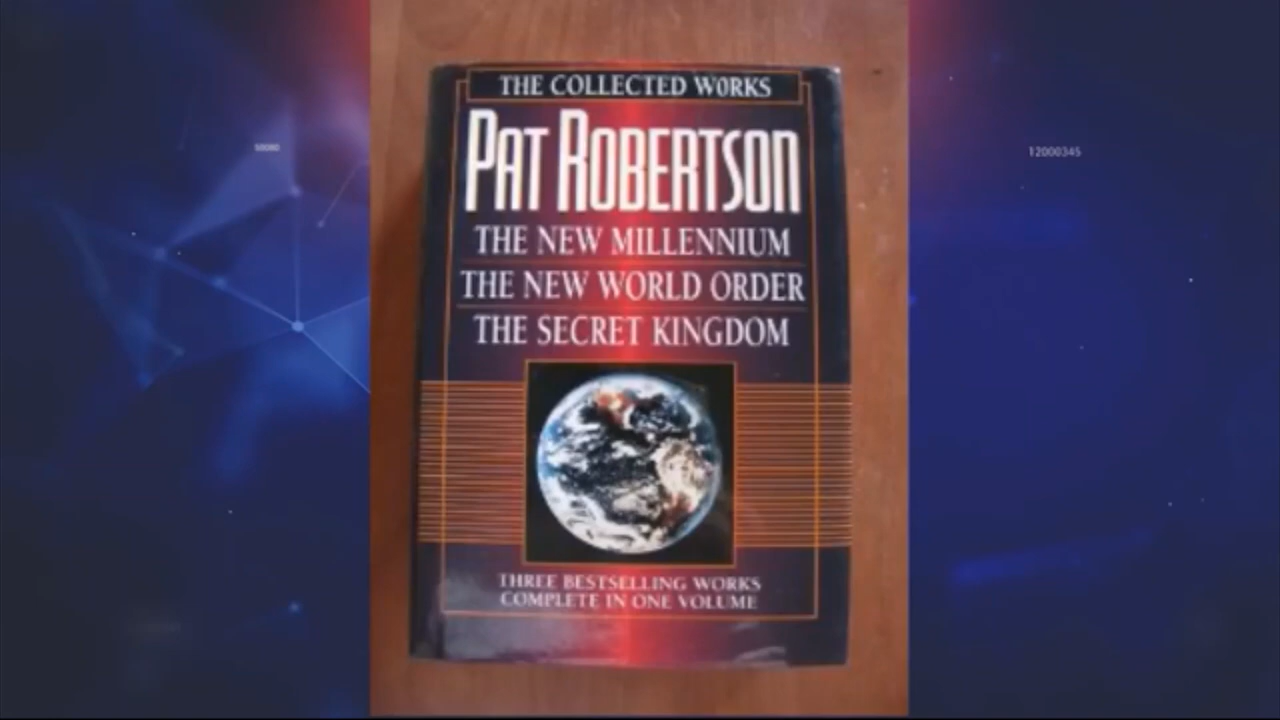 THE COLLECTED WORKS
PAT ROBERTSON
THE NEW MILLENNIUM
THE NEW WORLD ORDER
THE SECRET KINGDOM
THREE BESTSELLING WORKS
COMPLETE IN ONE VOLUME
12000345